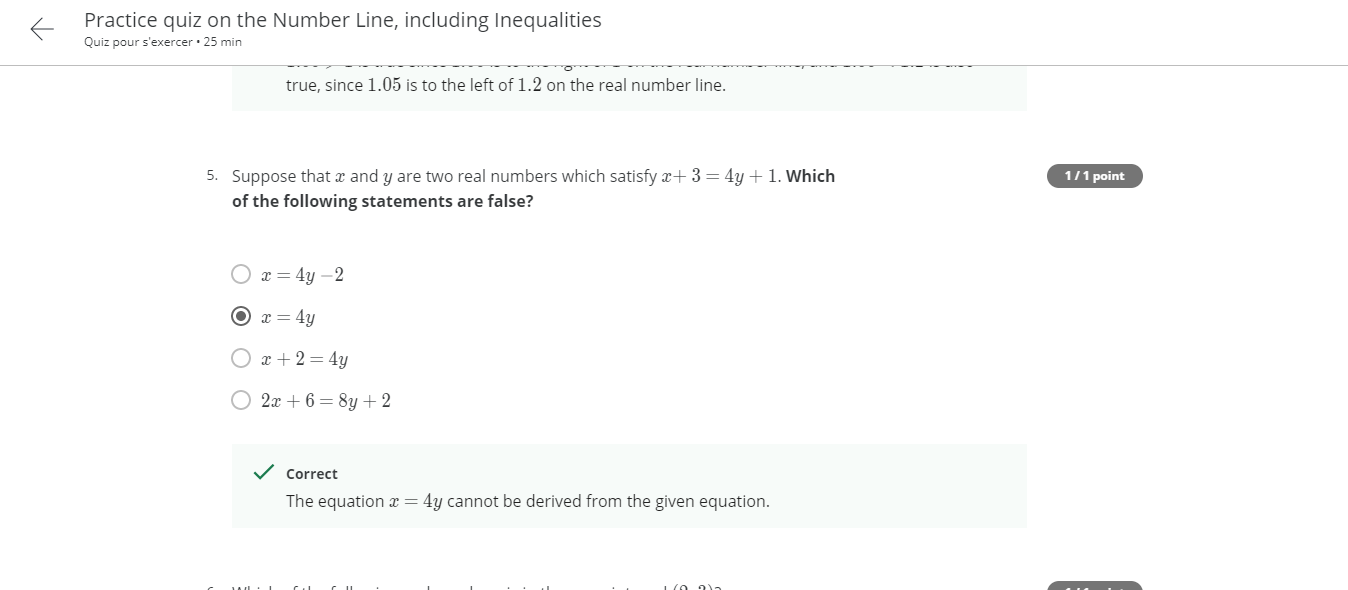 Practice quiz on the Number Line, including Inequalities
Quiz pour s'exercer • 25 min
true, since 1.05 is to the left of 1.2 on the real number line.
5. Suppose that x and y are two real numbers which satisfy x+ 3 = 4y + 1. Which
1 / 1 point
of the following statements are false?
x = 4y −2
x = 4y
x + 2 = 4y
2x + 6 = 8y + 2
Correct
The equation x = 4y cannot be derived from the given equation.